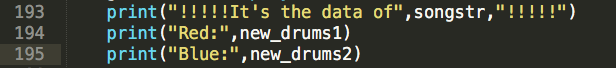 193 print("!!!!!It's the data of",songstr,"!!!!!")
194 print("Red:",new_drums1)
195 print("Blue:",new_drums2)